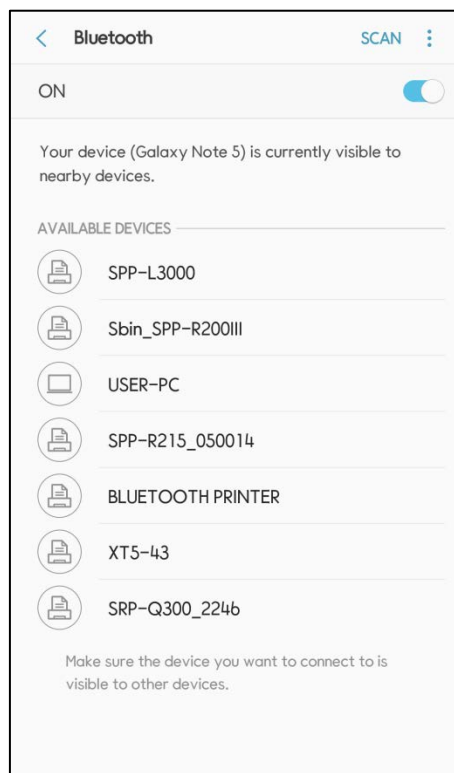 Bluetooth SCAN
ON
Your device (Galaxy Note 5) is currently visible to
nearby devices.
AVAILABLE DEVICES
SPP-L3000
Sbin_SPP-R200III
USER-PC
SPP-R215_050014
BLUETOOTH PRINTER
XT5-43
SRP-Q300_2246
Make sure the device you want to connect to is
visible to other devices.